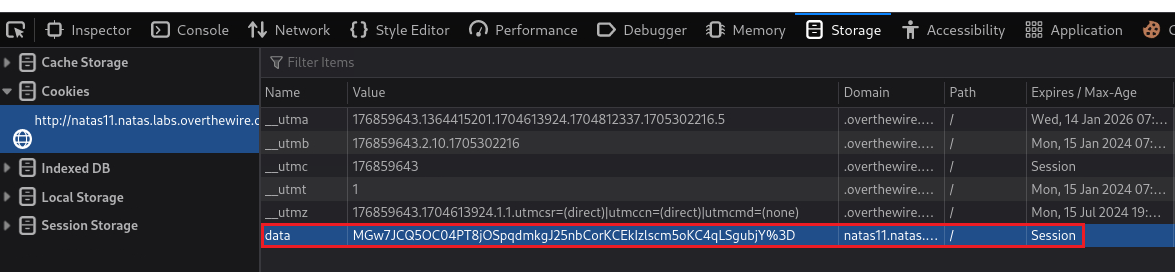 Inspector Console Network Style Editor Performance Debugger Memory Storage Accessibility Application
Cache Storage
Filter Items
Cookies
Name Value Domain Path Expires / Max-Age
http://natas11.natas.labs.overthewire.
__utma 176859643.1364415201.1704613924.1704812337.1705302216.5 .overthewire.... / Wed, 14 Jan 2026 07:...
__utmb 176859643.2.10.1705302216 .overthewire.... / Mon, 15 Jan 2024 07:...
Indexed DB
__utmc 176859643 .overthewire.... / Session
Local Storage
__utmt 1 .overthewire.... / Mon, 15 Jan 2024 07:...
Session Storage
__utmz 176859643.1704613924.1.1.utmcsr=(direct)|utmccn=(direct)|utmcmd=(none) .overthewire.... / Mon, 15 Jul 2024 19:...
data MGw7JCQ5OC04PT8jOSpqdmkgJ25nbCorKCEkIzlscm5oKC4qLSgubjY%3D natas11.natas.... / Session